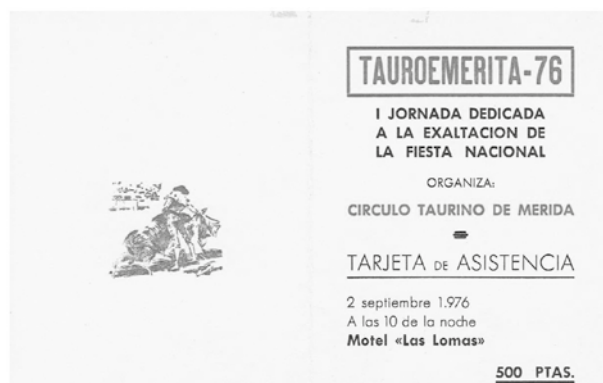 TAUROEMERITA-76
I JORNADA DEDICADA
A LA EXALTACION DE
LA FIESTA NACIONAL
ORGANIZA:
CIRCULO TAURINO DE MERIDA
TARJETA DE ASISTENCIA
2 septiembre 1.976
A las 10 de la noche
Motel «Las Lomas»
500 PTAS.